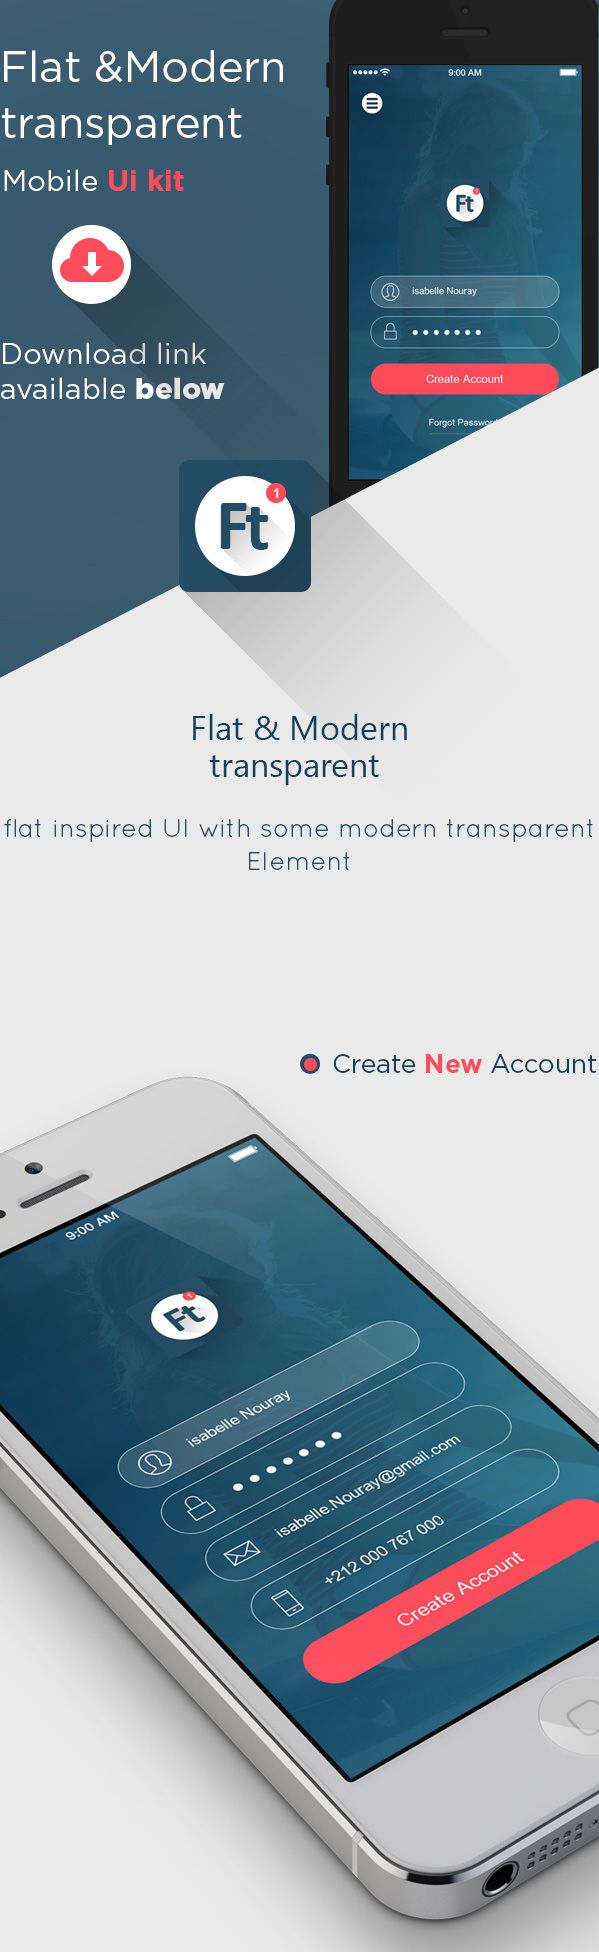 Flat &Modern
transparent
Mobile Ui kit
Download link
available below
9:00 AM
Ft
1
isabelle Nouray
Create Account
Forgot Password
Ft
1
Flat & Modern
transparent
flat inspired UI with some modern transparent
Element
Create New Account
9:00 AM
Ft
1
isabelle Nouray
isabelle.Nouray@gmail.com
+212 000 767 000
Create Account